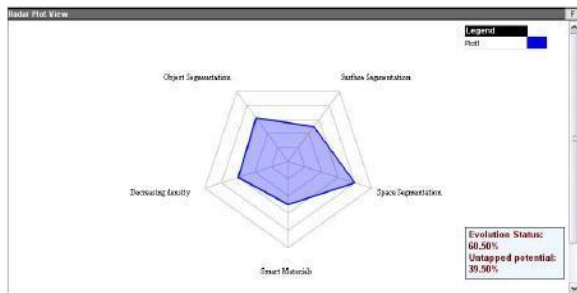 Radar Plot View
F
Legend
Plot1
Object Segmentation
Surface Segmentation
Decreasing density
Space Segmentation
Smart Materials
Evolution Status:
60.50%
Untapped potential:
39.50%